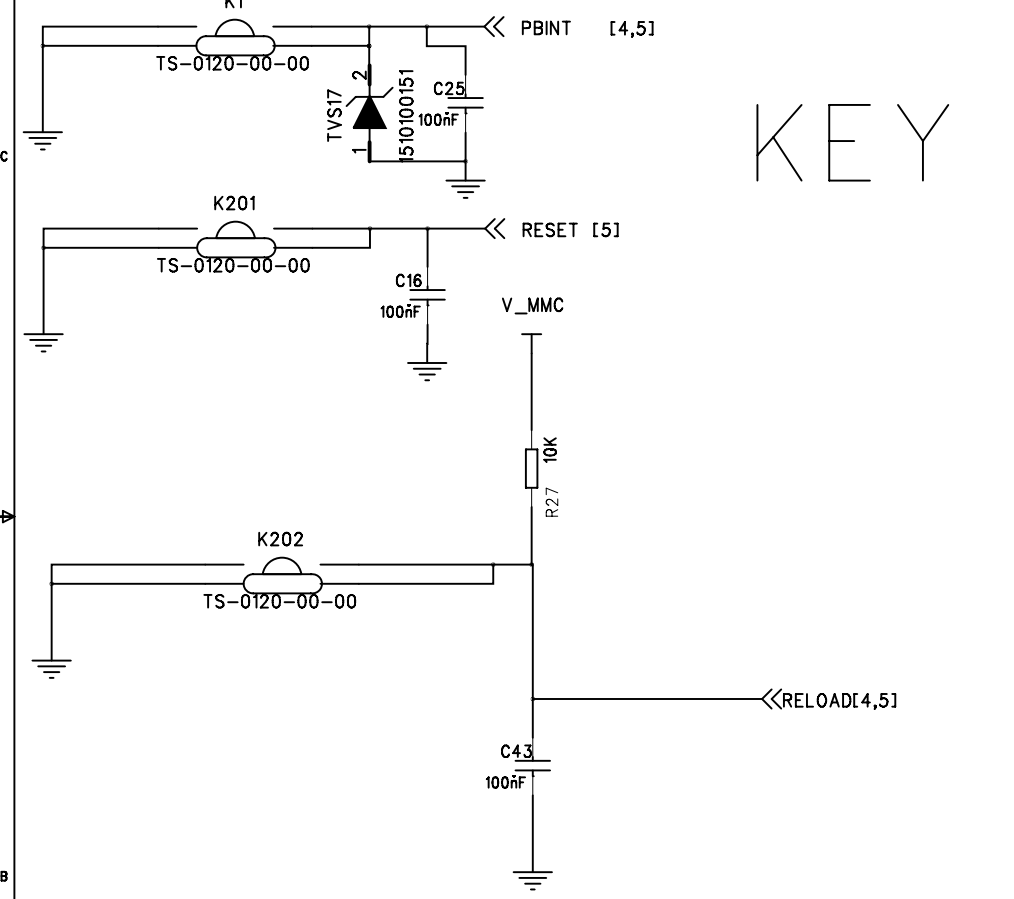 K1
PBINT [4,5]
TS-0120-00-00
2
TVS17
1510100151
1
C25
100nF
KEY
C
K201
RESET [5]
TS-0120-00-00
C16
100nF
V_MMC
10K
R27
K202
TS-0120-00-00
RELOAD[4,5]
C43
100nF
B